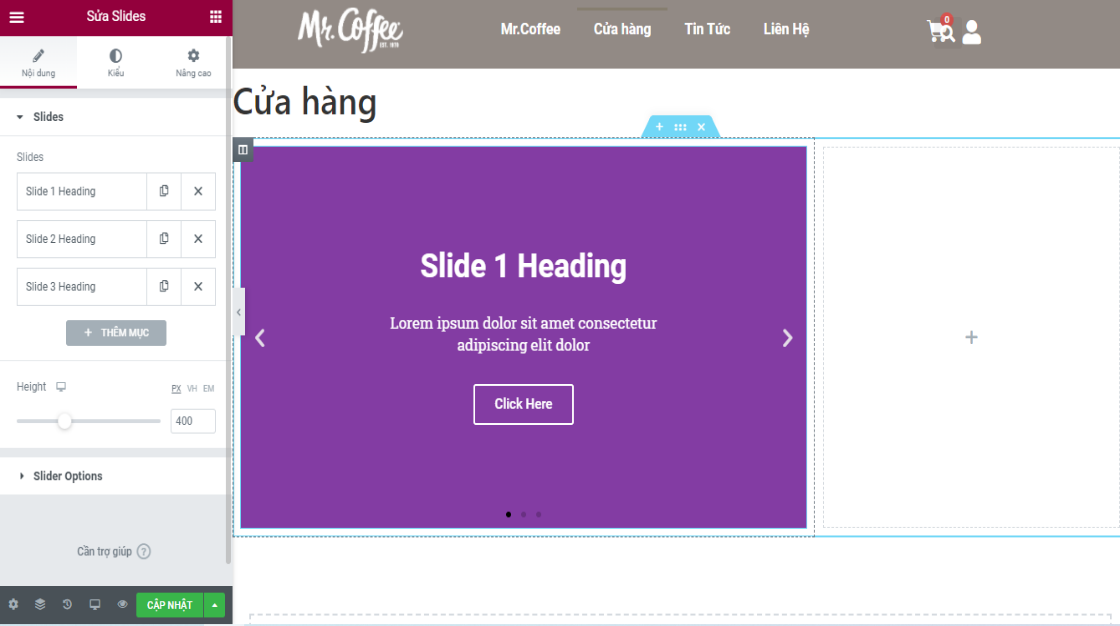 Sửa Slides
Nội dung
Kiểu
Nâng cao
Slides
Slides
Slide 1 Heading
Slide 2 Heading
Slide 3 Heading
+ THÊM MỤC
Height
PX VH EM
400
Slider Options
Cần trợ giúp ?
CẬP NHẬT
Mr. Coffee
Mr.Coffee
Cửa hàng
Tin Tức
Liên Hệ
0
Cửa hàng
Slide 1 Heading
Lorem ipsum dolor sit amet consectetur
adipiscing elit dolor
Click Here